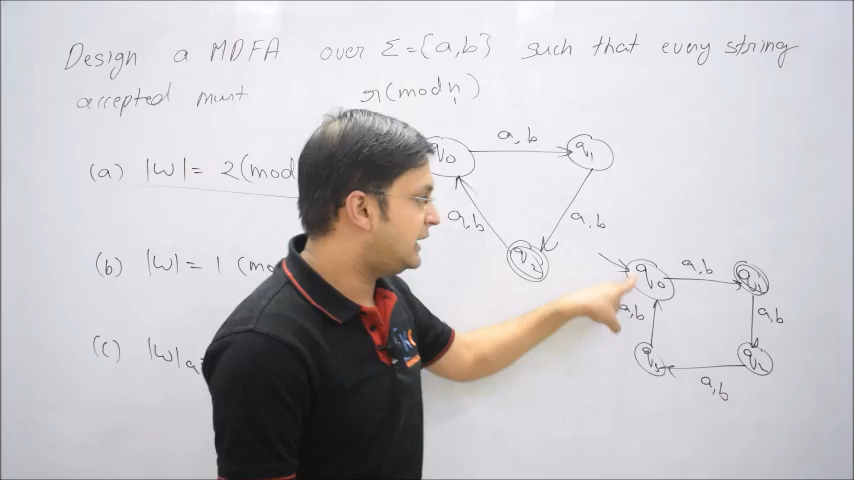 Design a MDFA over Σ={a,b} such that every string
accepted must r(mod n)
(a) |w| = 2(mod
(b) |w| = 1 (mo
(c) |w|a=
q0 a,b q1
a,b a,b
q2
q0 a,b q1
a,b a,b
q3 a,b q2